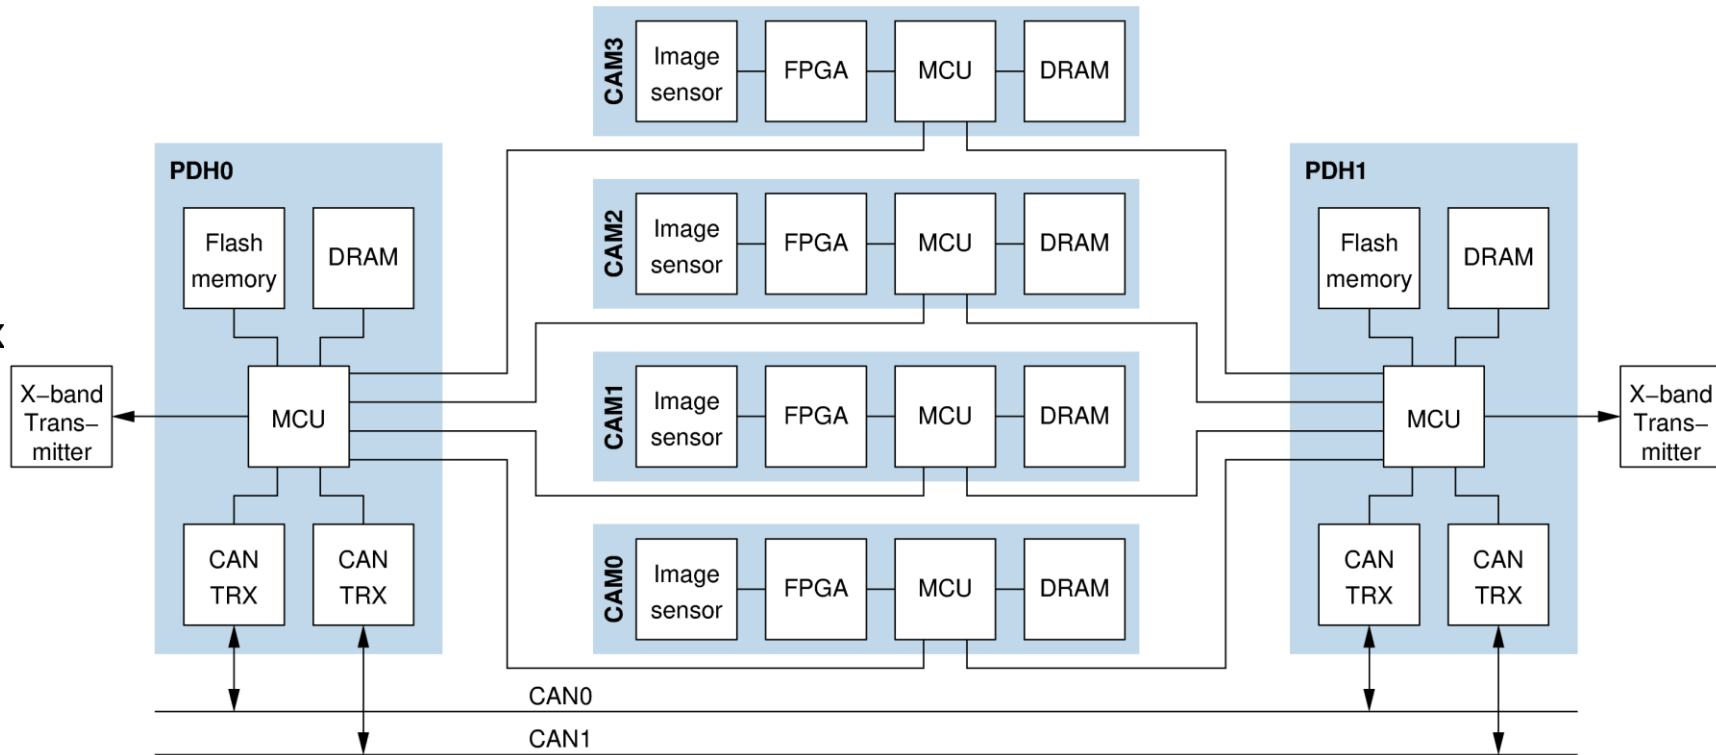 CAM3
Image
sensor
FPGA
MCU
DRAM
PDH0
Flash
memory
DRAM
MCU
CAN
TRX
CAN
TRX
X−band
Trans−
mitter
CAM2
Image
sensor
FPGA
MCU
DRAM
CAM1
Image
sensor
FPGA
MCU
DRAM
CAM0
Image
sensor
FPGA
MCU
DRAM
PDH1
Flash
memory
DRAM
MCU
CAN
TRX
CAN
TRX
X−band
Trans−
mitter
CAN0
CAN1